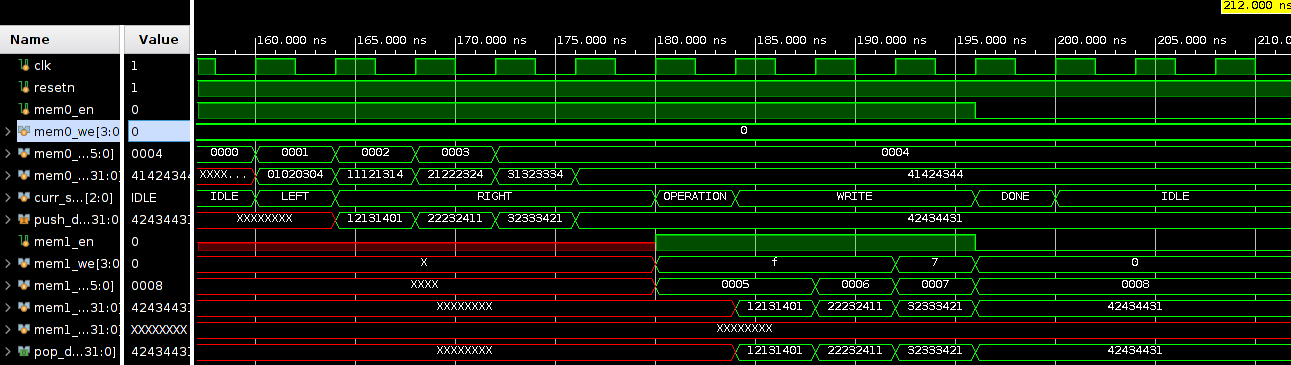 212.000 ns
Name Value 160.000 ns 165.000 ns 170.000 ns 175.000 ns 180.000 ns 185.000 ns 190.000 ns 195.000 ns 200.000 ns 205.000 ns 210.0
clk 1
resetn 1
mem0_en 0
mem0_we[3:0 0 0
mem0_...5:0] 0004 0000 0001 0002 0003 0004
mem0_...31:0] 41424344 XXXX... 01020304 11121314 21222324 31323334 41424344
curr_s...[2:0] IDLE IDLE LEFT RIGHT OPERATION WRITE DONE IDLE
push_d...31:0 42434431 XXXXXXXX 12131401 22232411 32333421 42434431
mem1_en 0
mem1_we[3:0 0 X f 7 0
mem1_...5:0] 0008 XXXX 0005 0006 0007 0008
mem1_...31:0] 42434431 XXXXXXXX 12131401 22232411 32333421 42434431
mem1_...31:0] XXXXXXXX XXXXXXXX
pop_d...31:0] 42434431 XXXXXXXX 12131401 22232411 32333421 42434431